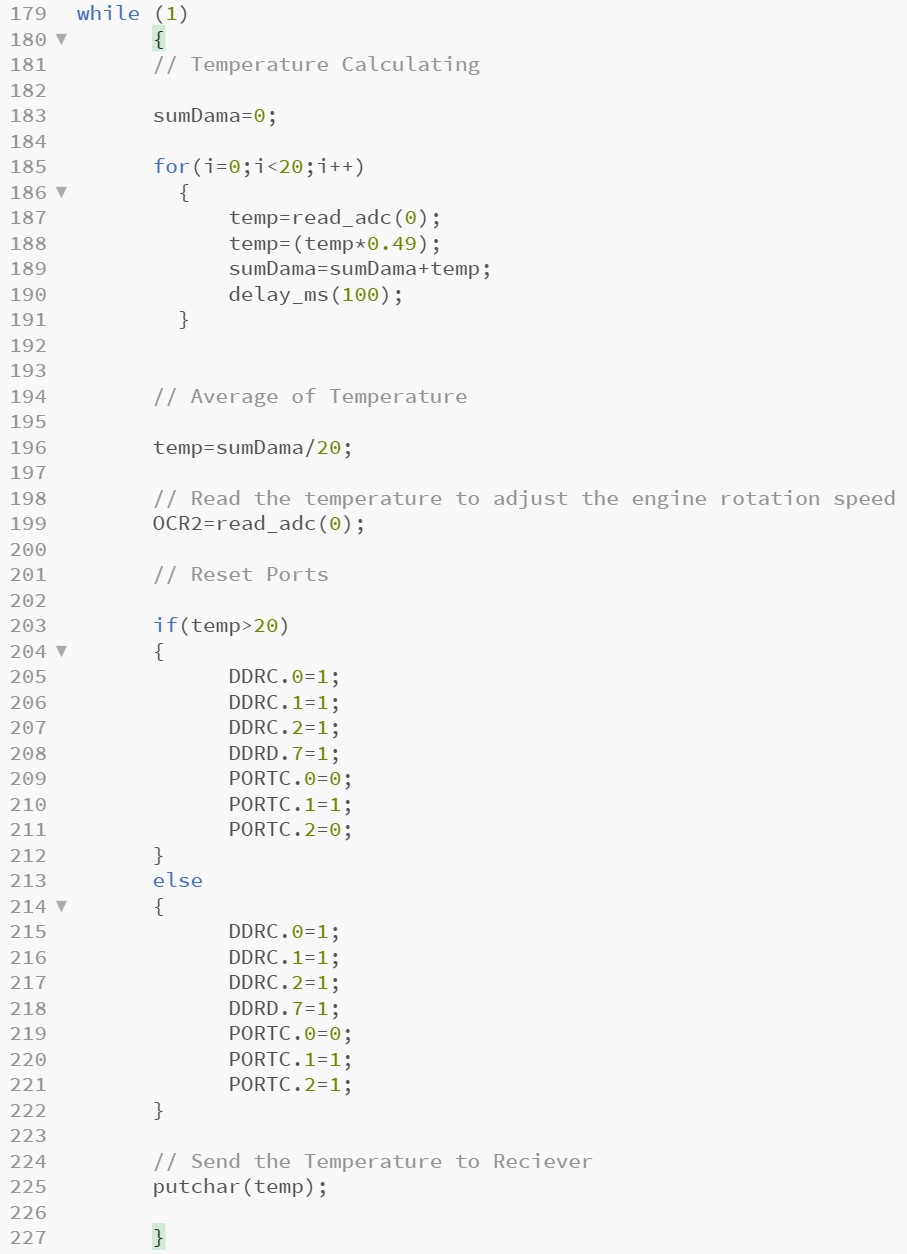 179 while (1)
180 ▼ {
181 // Temperature Calculating
182
183 sumDama=0;
184
185 for(i=0;i<20;i++)
186 ▼ {
187 temp=read_adc(0);
188 temp=(temp*0.49);
189 sumDama=sumDama+temp;
190 delay_ms(100);
191 }
192
193
194 // Average of Temperature
195
196 temp=sumDama/20;
197
198 // Read the temperature to adjust the engine rotation speed
199 OCR2=read_adc(0);
200
201 // Reset Ports
202
203 if(temp>20)
204 ▼ {
205 DDRC.0=1;
206 DDRC.1=1;
207 DDRC.2=1;
208 DDRD.7=1;
209 PORTC.0=0;
210 PORTC.1=1;
211 PORTC.2=0;
212 }
213 else
214 ▼ {
215 DDRC.0=1;
216 DDRC.1=1;
217 DDRC.2=1;
218 DDRD.7=1;
219 PORTC.0=0;
220 PORTC.1=1;
221 PORTC.2=1;
222 }
223
224 // Send the Temperature to Reciever
225 putchar(temp);
226
227 }